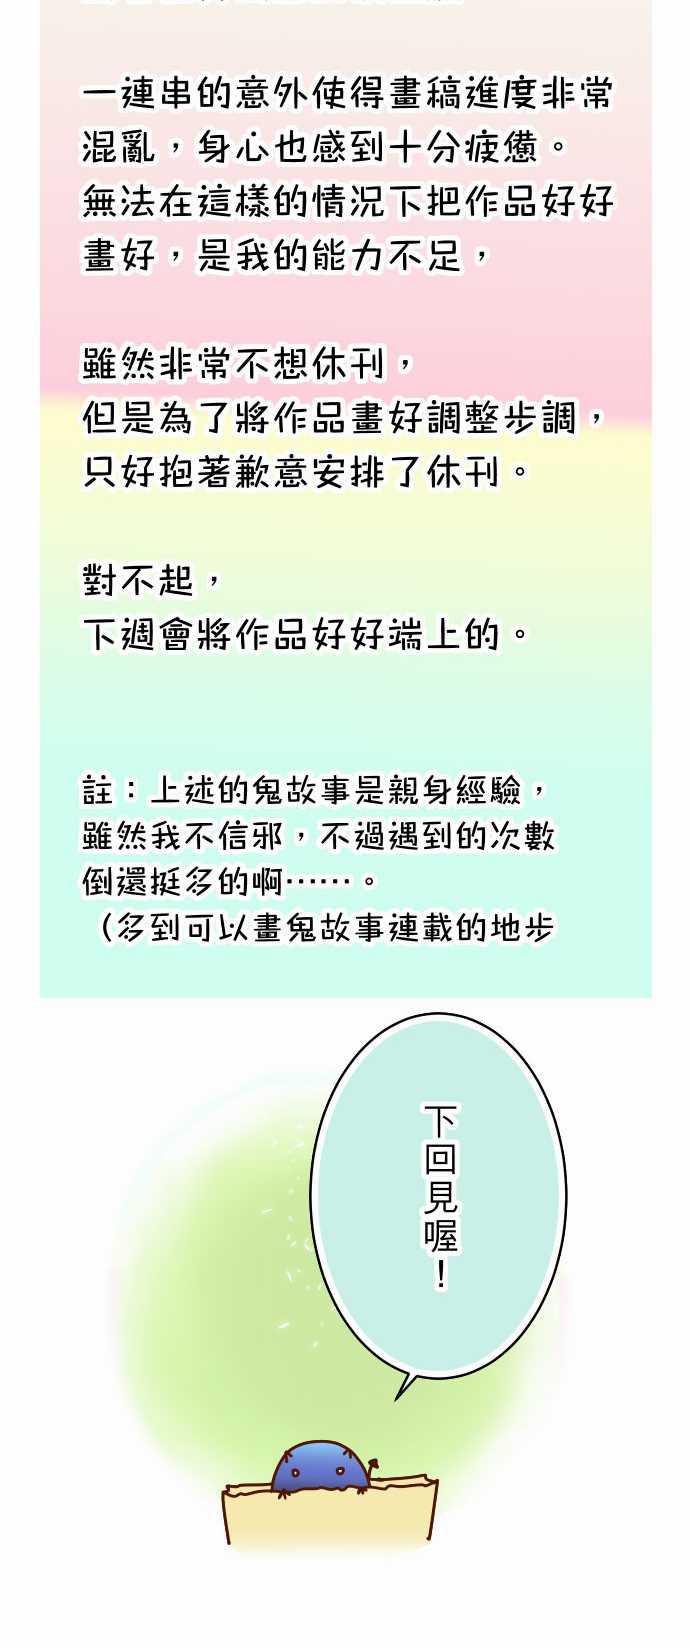 一連串的意外使得畫稿進度非常
混亂，身心也感到十分疲憊。
無法在這樣的情況下把作品好好
畫好，是我的能力不足，
雖然非常不想休刊，
但是為了將作品畫好調整步調，
只好抱著歉意安排了休刊。
對不起，
下週會將作品好好端上的。
註：上述的鬼故事是親身經驗，
雖然我不信邪，不過遇到的次數
倒還挺多的啊……。
（多到可以畫鬼故事連載的地步
下回見喔！